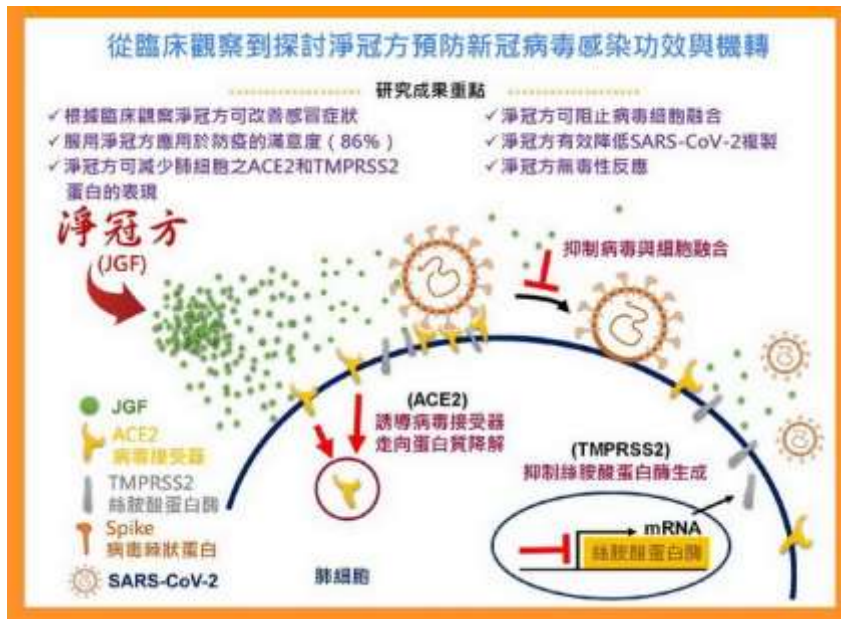 從臨床觀察到探討淨冠方預防新冠病毒感染功效與機轉
研究成果重點
✓根據臨床觀察淨冠方可改善感冒症狀
✓服用淨冠方應用於防疫的滿意度（86%）
✓淨冠方可減少肺細胞之ACE2和TMPRSS2
蛋白的表現
✓淨冠方可阻止病毒細胞融合
✓淨冠方有效降低SARS-CoV-2複製
✓淨冠方無毒性反應
淨冠方
(JGF)
抑制病毒與細胞融合
(ACE2)
誘導病毒接受器
走向蛋白質降解
(TMPRSS2)
抑制絲胺酸蛋白酶生成
mRNA
絲胺酸蛋白酶
JGF
ACE2
病毒接受器
TMPRSS2
絲胺酸蛋白酶
Spike
病毒棘狀蛋白
SARS-CoV-2
肺細胞